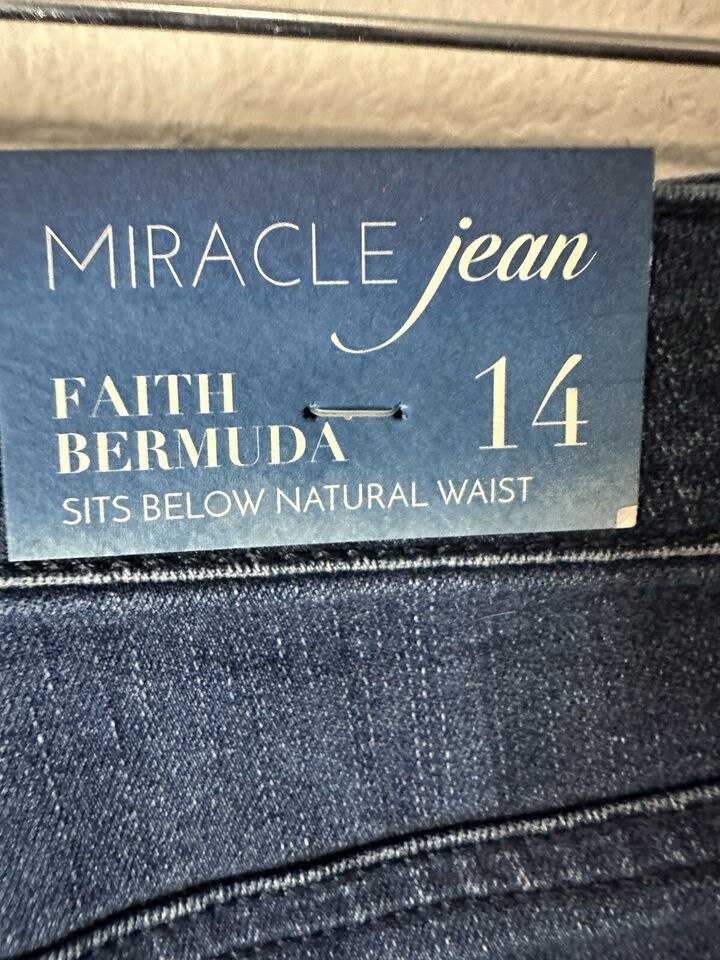 MIRACLE jean
FAITH
BERMUDA
14
SITS BELOW NATURAL WAIST